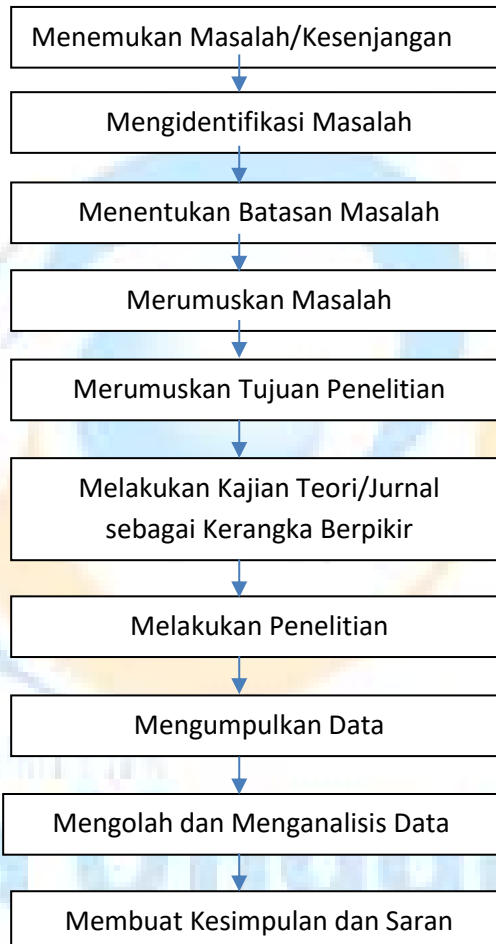 Menemukan Masalah/Kesenjangan
Mengidentifikasi Masalah
Menentukan Batasan Masalah
Merumuskan Masalah
Merumuskan Tujuan Penelitian
Melakukan Kajian Teori/Jurnal
sebagai Kerangka Berpikir
Melakukan Penelitian
Mengumpulkan Data
Mengolah dan Menganalisis Data
Membuat Kesimpulan dan Saran